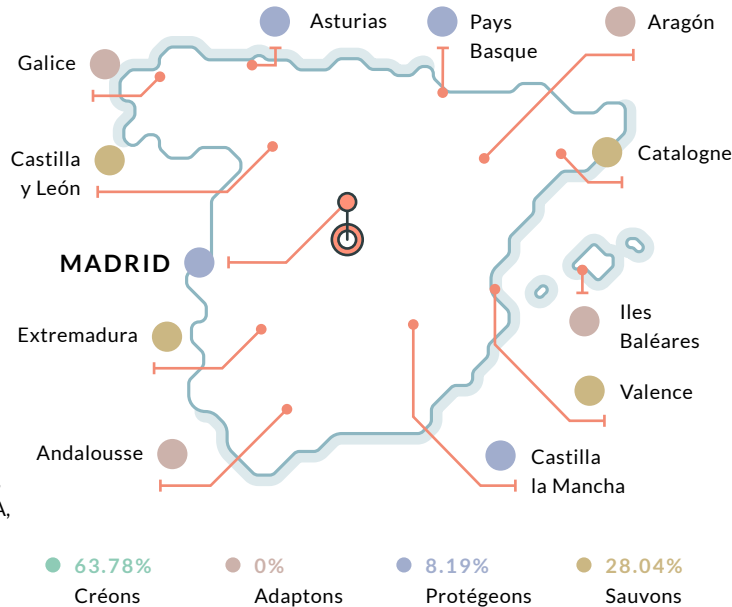 Asturias
Pays
Basque
Aragón
Galice
Castilla
y León
Catalogne
MADRID
Iles
Baléares
Extremadura
Valence
Andalousse
Castilla
la Mancha
A,
63.78%
Créons
0%
Adaptons
8.19%
Protégeons
28.04%
Sauvons